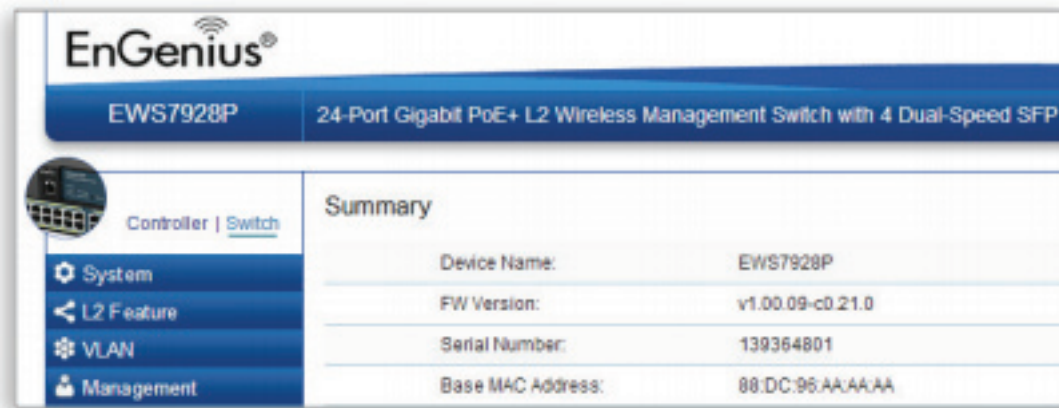 EnGenius®
EWS7928P
24-Port Gigabit PoE+ L2 Wireless Management Switch with 4 Dual-Speed SFP
Controller | Switch
System
L2 Feature
VLAN
Management
Summary
Device Name: EWS7928P
FW Version: v1.00.09-c0.21.0
Serial Number: 139364801
Base MAC Address: 88:DC:96:AA:AA:AA